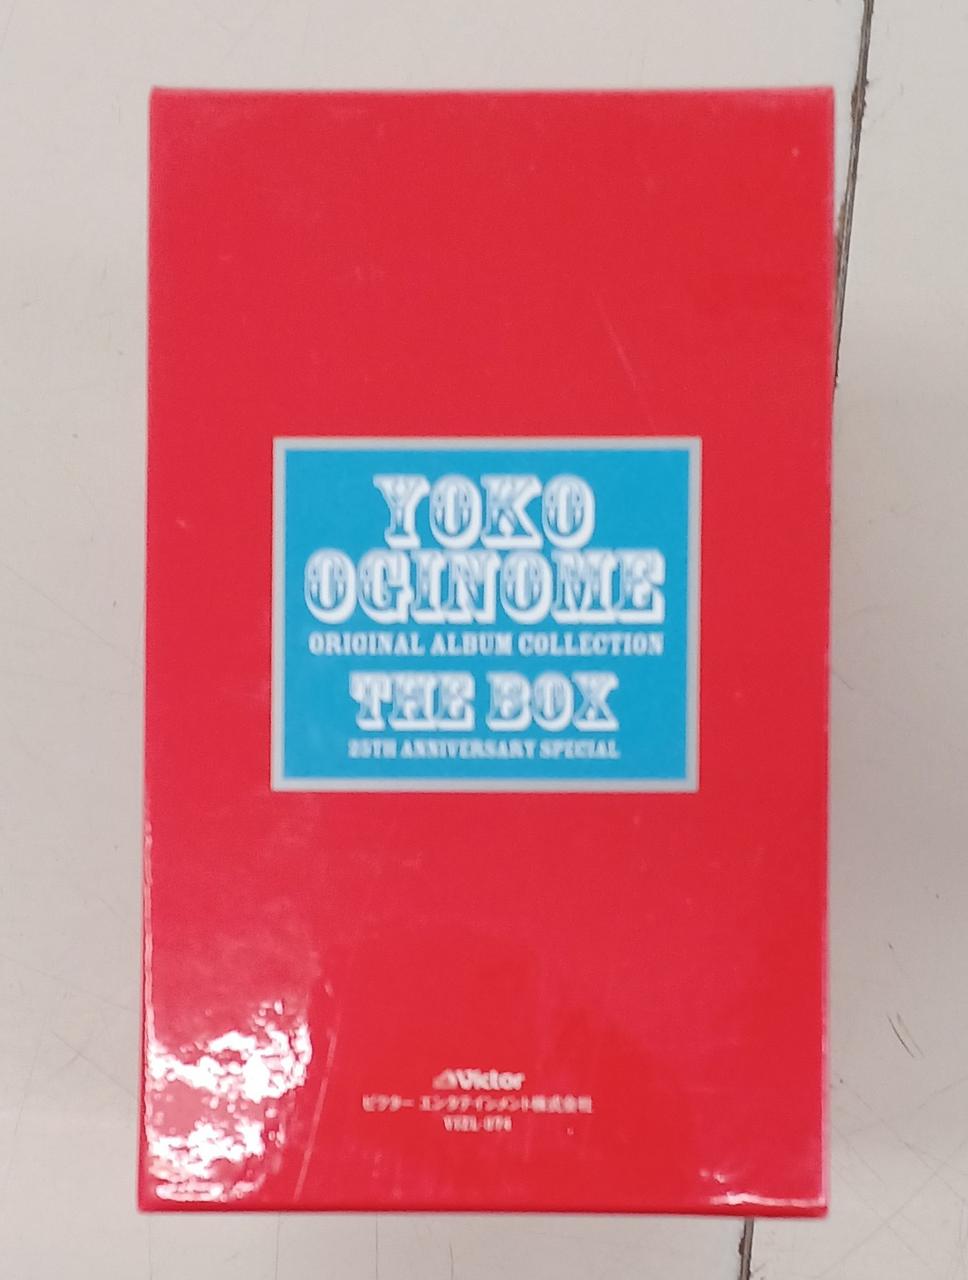 YOKO
OGINOME
ORIGINAL ALBUM COLLECTION
THE BOX
25TH ANNIVERSARY SPECIAL
Victor
ビクター エンタテインメント株式会社